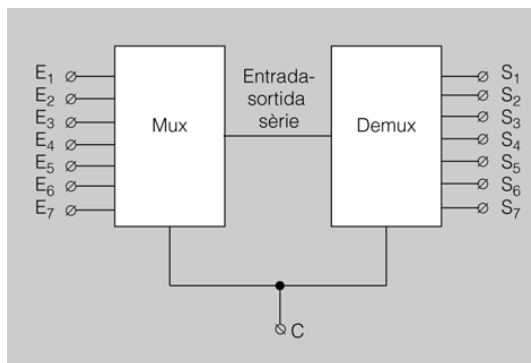 E1
E2
E3
E4
E5
E6
E7
Mux
Entrada-
sortida
sèrie
Demux
S1
S2
S3
S4
S5
S6
S7
C